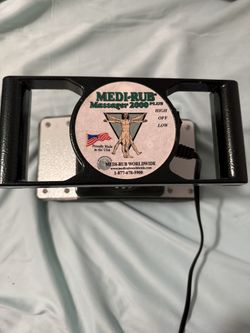 MEDI-RUB®
Massager 2000 PLUS
HIGH
OFF
LOW
Proudly Made
in the USA
MEDI-RUB WORLDWIDE
1-877-678-5900